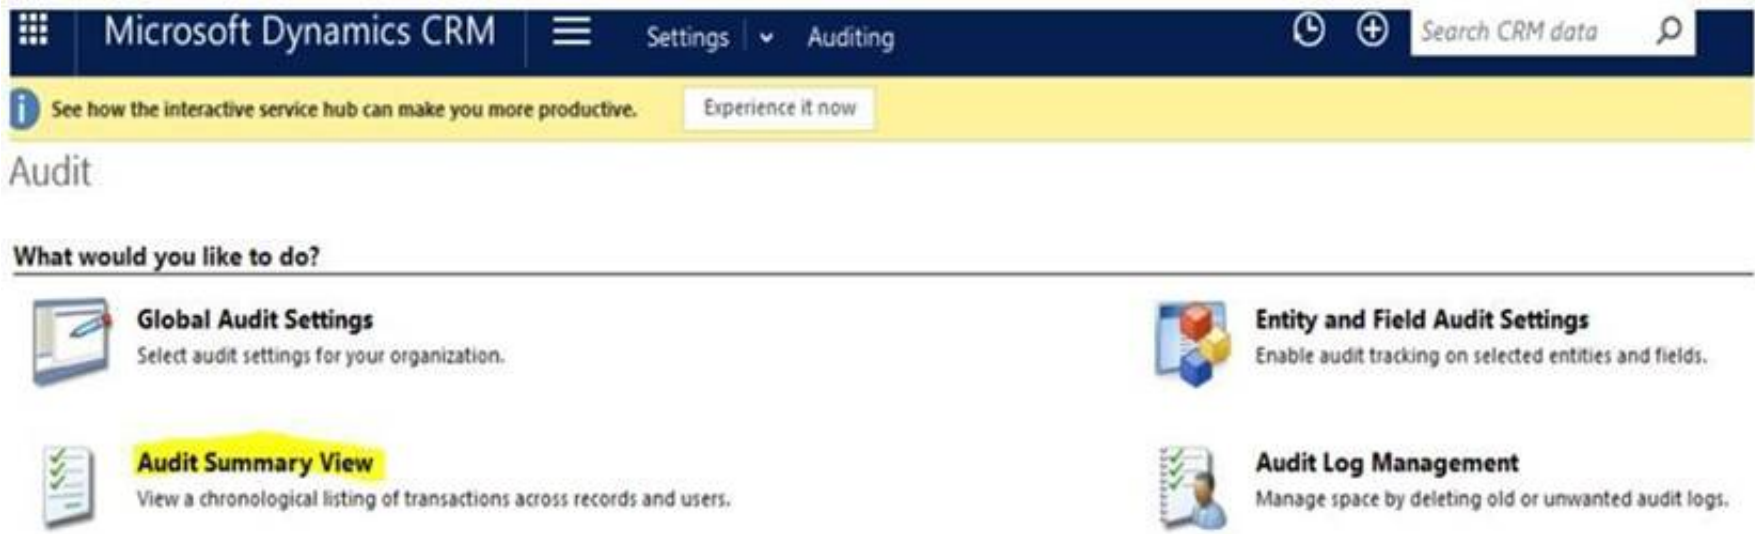 Microsoft Dynamics CRM Settings Auditing Search CRM data
See how the interactive service hub can make you more productive. Experience it now
Audit
What would you like to do?
Global Audit Settings
Select audit settings for your organization.
Entity and Field Audit Settings
Enable audit tracking on selected entities and fields.
Audit Summary View
View a chronological listing of transactions across records and users.
Audit Log Management
Manage space by deleting old or unwanted audit logs.